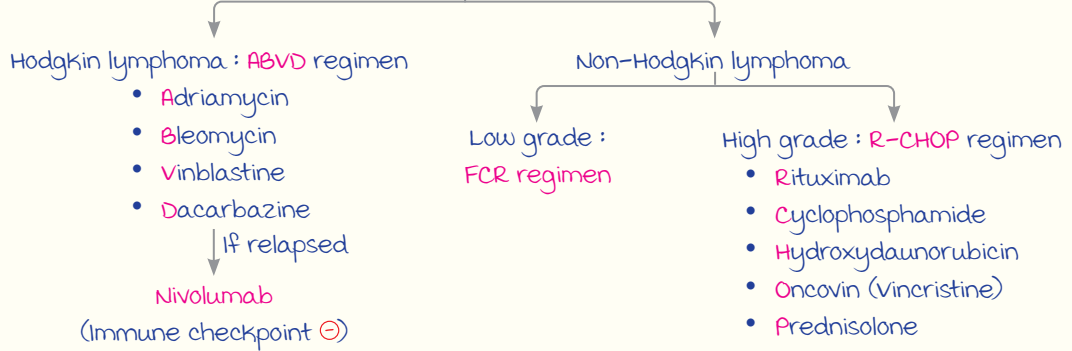 Hodgkin lymphoma : ABVD regimen
• Adriamycin
• Bleomycin
• Vinblastine
• Dacarbazine
If relapsed
Nivolumab
(Immune checkpoint ⊖)
Non-Hodgkin lymphoma
Low grade :
FCR regimen
High grade : R-CHOP regimen
• Rituximab
• Cyclophosphamide
• Hydroxydaunorubicin
• Oncovin (Vincristine)
• Prednisolone